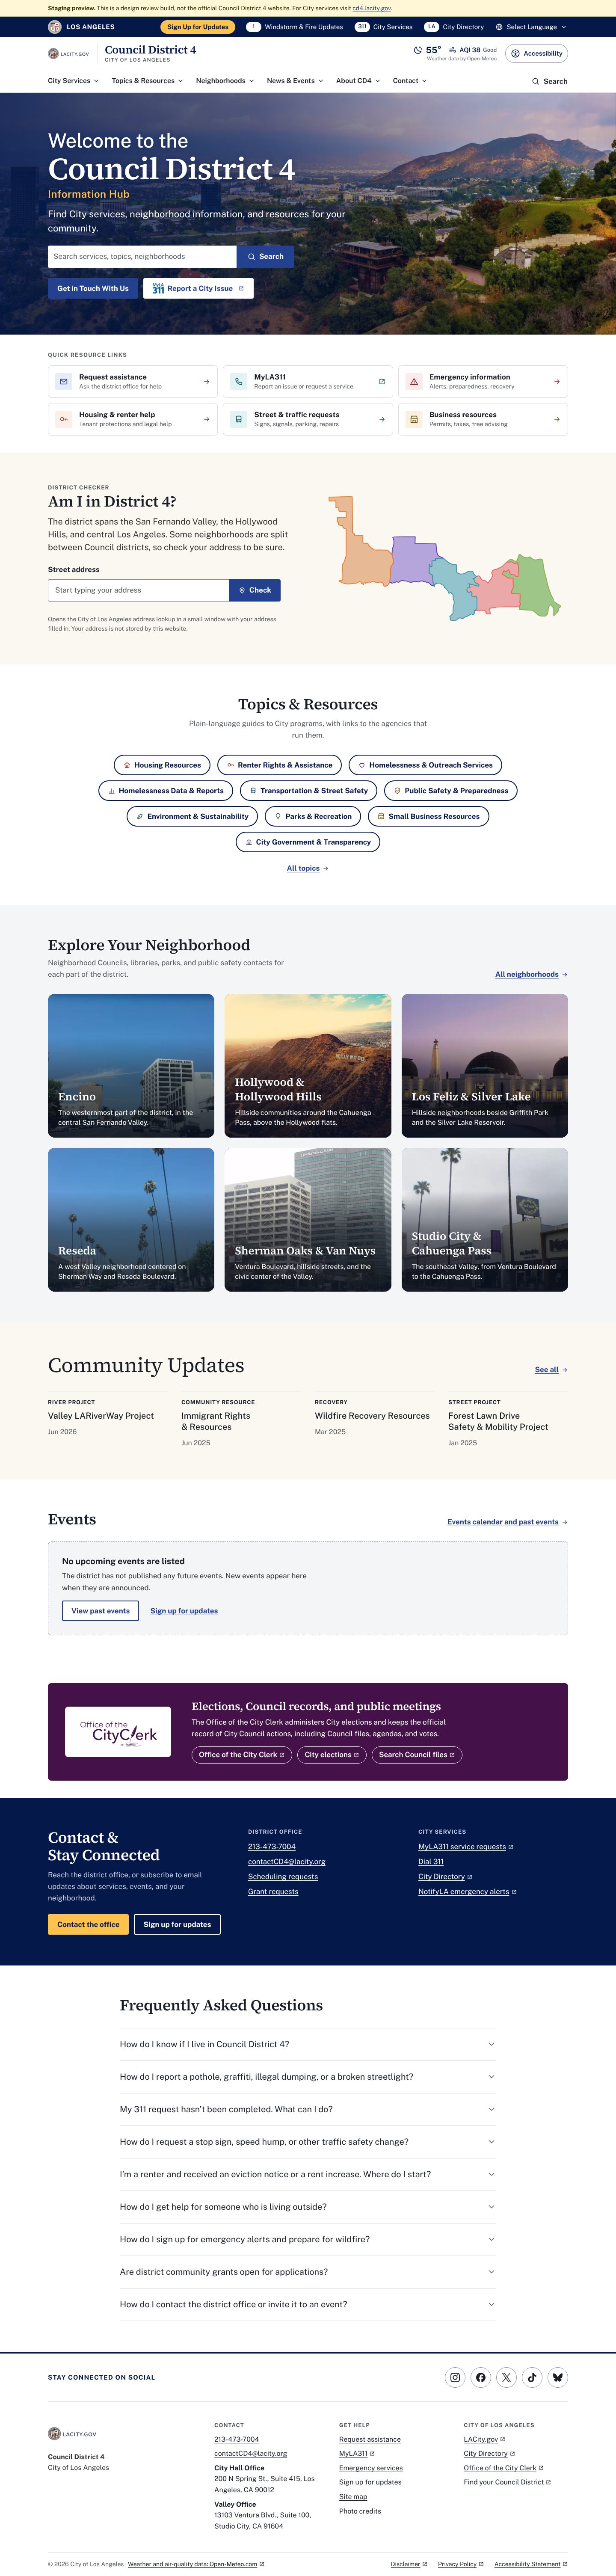 Staging preview. This is a design review build, not the official Council District 4 website. For City services visit cd4.lacity.gov.
LOS ANGELES
Sign Up for Updates
! Windstorm & Fire Updates
311 City Services
LA City Directory
Select Language
LACITY.GOV
Council District 4
CITY OF LOS ANGELES
55°
AQI 38 Good
Weather data by Open-Meteo
Accessibility
City Services
Topics & Resources
Neighborhoods
News & Events
About CD4
Contact
Search
Welcome to the
Council District 4
Information Hub
Find City services, neighborhood information, and resources for your
community.
Search services, topics, neighborhoods
Search
Get in Touch With Us
311 Report a City Issue
QUICK RESOURCE LINKS
Request assistance
Ask the district office for help
MyLA311
Report an issue or request a service
Emergency information
Alerts, preparedness, recovery
Housing & renter help
Tenant protections and legal help
Street & traffic requests
Signs, signals, parking, repairs
Business resources
Permits, taxes, free advising
DISTRICT CHECKER
Am I in District 4?
The district spans the San Fernando Valley, the Hollywood
Hills, and central Los Angeles. Some neighborhoods are split
between Council districts, so check your address to be sure.
Street address
Start typing your address
Check
Opens the City of Los Angeles address lookup in a small window with your address
filled in. Your address is not stored by this website.
Topics & Resources
Plain-language guides to City programs, with links to the agencies that
run them.
Housing Resources
Renter Rights & Assistance
Homelessness & Outreach Services
Homelessness Data & Reports
Transportation & Street Safety
Public Safety & Preparedness
Environment & Sustainability
Parks & Recreation
Small Business Resources
City Government & Transparency
All topics
Explore Your Neighborhood
Neighborhood Councils, libraries, parks, and public safety contacts for
each part of the district.
All neighborhoods
Encino
The westernmost part of the district, in the
central San Fernando Valley.
HOLLYWOOD
Hollywood &
Hollywood Hills
Hillside communities around the Cahuenga
Pass, above the Hollywood flats.
Los Feliz & Silver Lake
Hillside neighborhoods beside Griffith Park
and the Silver Lake Reservoir.
Reseda
A west Valley neighborhood centered on
Sherman Way and Reseda Boulevard.
Sherman Oaks & Van Nuys
Ventura Boulevard, hillside streets, and the
civic center of the Valley.
Studio City &
Cahuenga Pass
The southeast Valley, from Ventura Boulevard
to the Cahuenga Pass.
Community Updates
See all
RIVER PROJECT
Valley LARiverWay Project
Jun 2026
COMMUNITY RESOURCE
Immigrant Rights
& Resources
Jun 2025
RECOVERY
Wildfire Recovery Resources
Mar 2025
STREET PROJECT
Forest Lawn Drive
Safety & Mobility Project
Jan 2025
Events
Events calendar and past events
No upcoming events are listed
The district has not published any future events. New events appear here
when they are announced.
View past events
Sign up for updates
Office of the
City Clerk
Elections, Council records, and public meetings
The Office of the City Clerk administers City elections and keeps the official
record of City Council actions, including Council files, agendas, and votes.
Office of the City Clerk
City elections
Search Council files
Contact &
Stay Connected
Reach the district office, or subscribe to email
updates about services, events, and your
neighborhood.
Contact the office
Sign up for updates
DISTRICT OFFICE
213-473-7004
contactCD4@lacity.org
Scheduling requests
Grant requests
CITY SERVICES
MyLA311 service requests
Dial 311
City Directory
NotifyLA emergency alerts
Frequently Asked Questions
How do I know if I live in Council District 4?
How do I report a pothole, graffiti, illegal dumping, or a broken streetlight?
My 311 request hasn't been completed. What can I do?
How do I request a stop sign, speed hump, or other traffic safety change?
I'm a renter and received an eviction notice or a rent increase. Where do I start?
How do I get help for someone who is living outside?
How do I sign up for emergency alerts and prepare for wildfire?
Are district community grants open for applications?
How do I contact the district office or invite it to an event?
STAY CONNECTED ON SOCIAL
LACITY.GOV
Council District 4
City of Los Angeles
CONTACT
213-473-7004
contactCD4@lacity.org
City Hall Office
200 N Spring St., Suite 415, Los
Angeles, CA 90012
Valley Office
13103 Ventura Blvd., Suite 100,
Studio City, CA 91604
GET HELP
Request assistance
MyLA311
Emergency services
Sign up for updates
Site map
Photo credits
CITY OF LOS ANGELES
LACity.gov
City Directory
Office of the City Clerk
Find your Council District
© 2026 City of Los Angeles · Weather and air-quality data: Open-Meteo.com
Disclaimer
Privacy Policy
Accessibility Statement